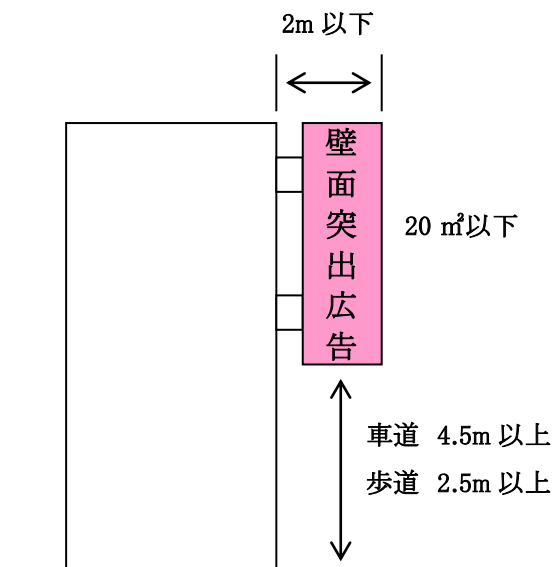 2m 以下
壁面突出広告
20 ㎡以下
車道 4.5m 以上
歩道 2.5m 以上